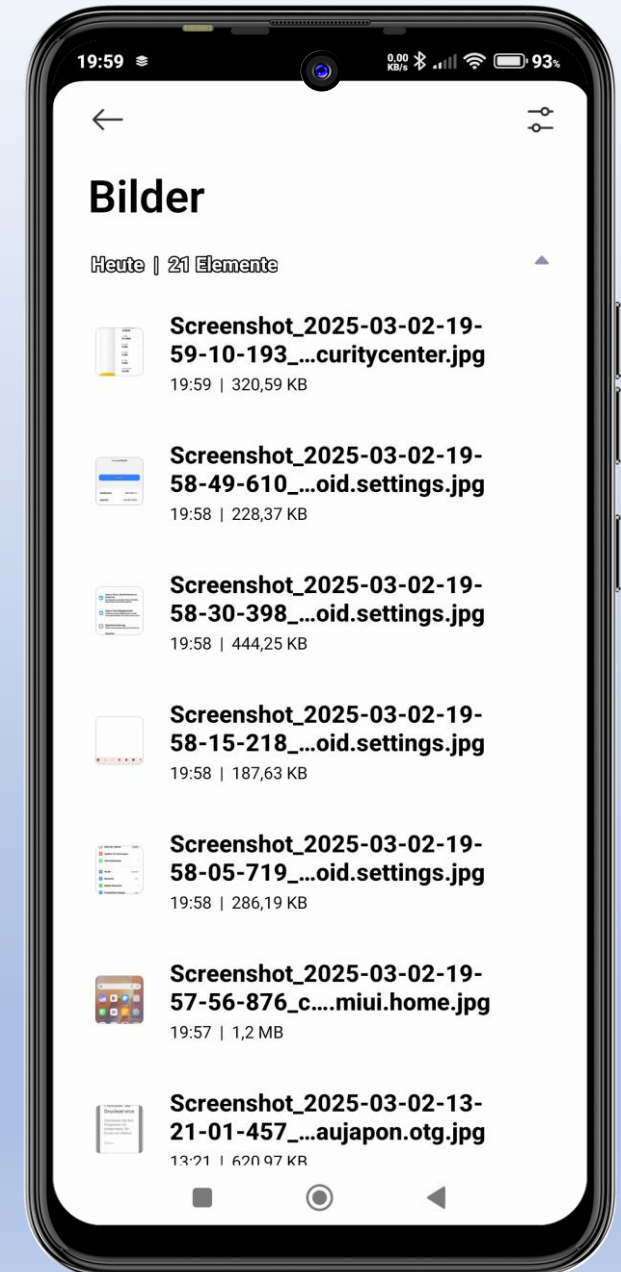 19:59
0,00 KB/s 93%
Bilder
Heute | 21 Elemente
Screenshot_2025-03-02-19-
59-10-193_...curitycenter.jpg
19:59 | 320,59 KB
Screenshot_2025-03-02-19-
58-49-610_...oid.settings.jpg
19:58 | 228,37 KB
Screenshot_2025-03-02-19-
58-30-398_...oid.settings.jpg
19:58 | 444,25 KB
Screenshot_2025-03-02-19-
58-15-218_...oid.settings.jpg
19:58 | 187,63 KB
Screenshot_2025-03-02-19-
58-05-719_...oid.settings.jpg
19:58 | 286,19 KB
Screenshot_2025-03-02-19-
57-56-876_c....miui.home.jpg
19:57 | 1,2 MB
Druckservice
Screenshot_2025-03-02-13-
21-01-457_...aujapon.otg.jpg
13:21 | 620,97 KB